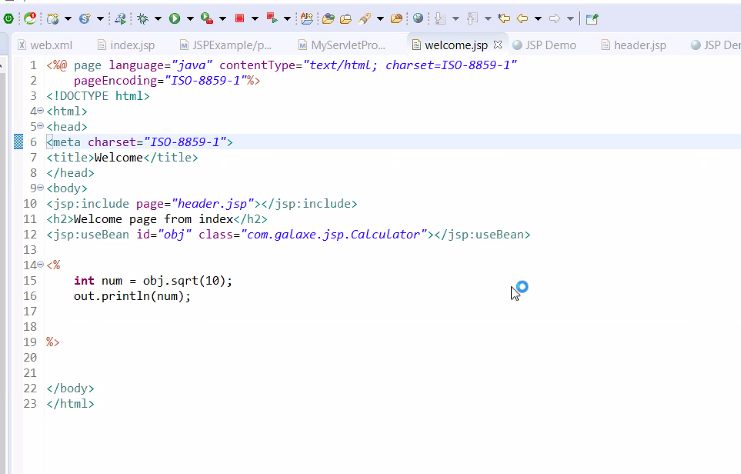 web.xml index.jsp JSPExample/p... MyServletPro... welcome.jsp JSP Demo header.jsp JSP Der
1 <%@ page language="java" contentType="text/html; charset=ISO-8859-1"
2 pageEncoding="ISO-8859-1"%>
3 <!DOCTYPE html>
4 <html>
5 <head>
6 <meta charset="ISO-8859-1">
7 <title>Welcome</title>
8 </head>
9 <body>
10 <jsp:include page="header.jsp"></jsp:include>
11 <h2>Welcome page from index</h2>
12 <jsp:useBean id="obj" class="com.galaxe.jsp.Calculator"></jsp:useBean>
13
14 <%
15 int num = obj.sqrt(10);
16 out.println(num);
17
18
19 %>
20
21
22 </body>
23 </html>